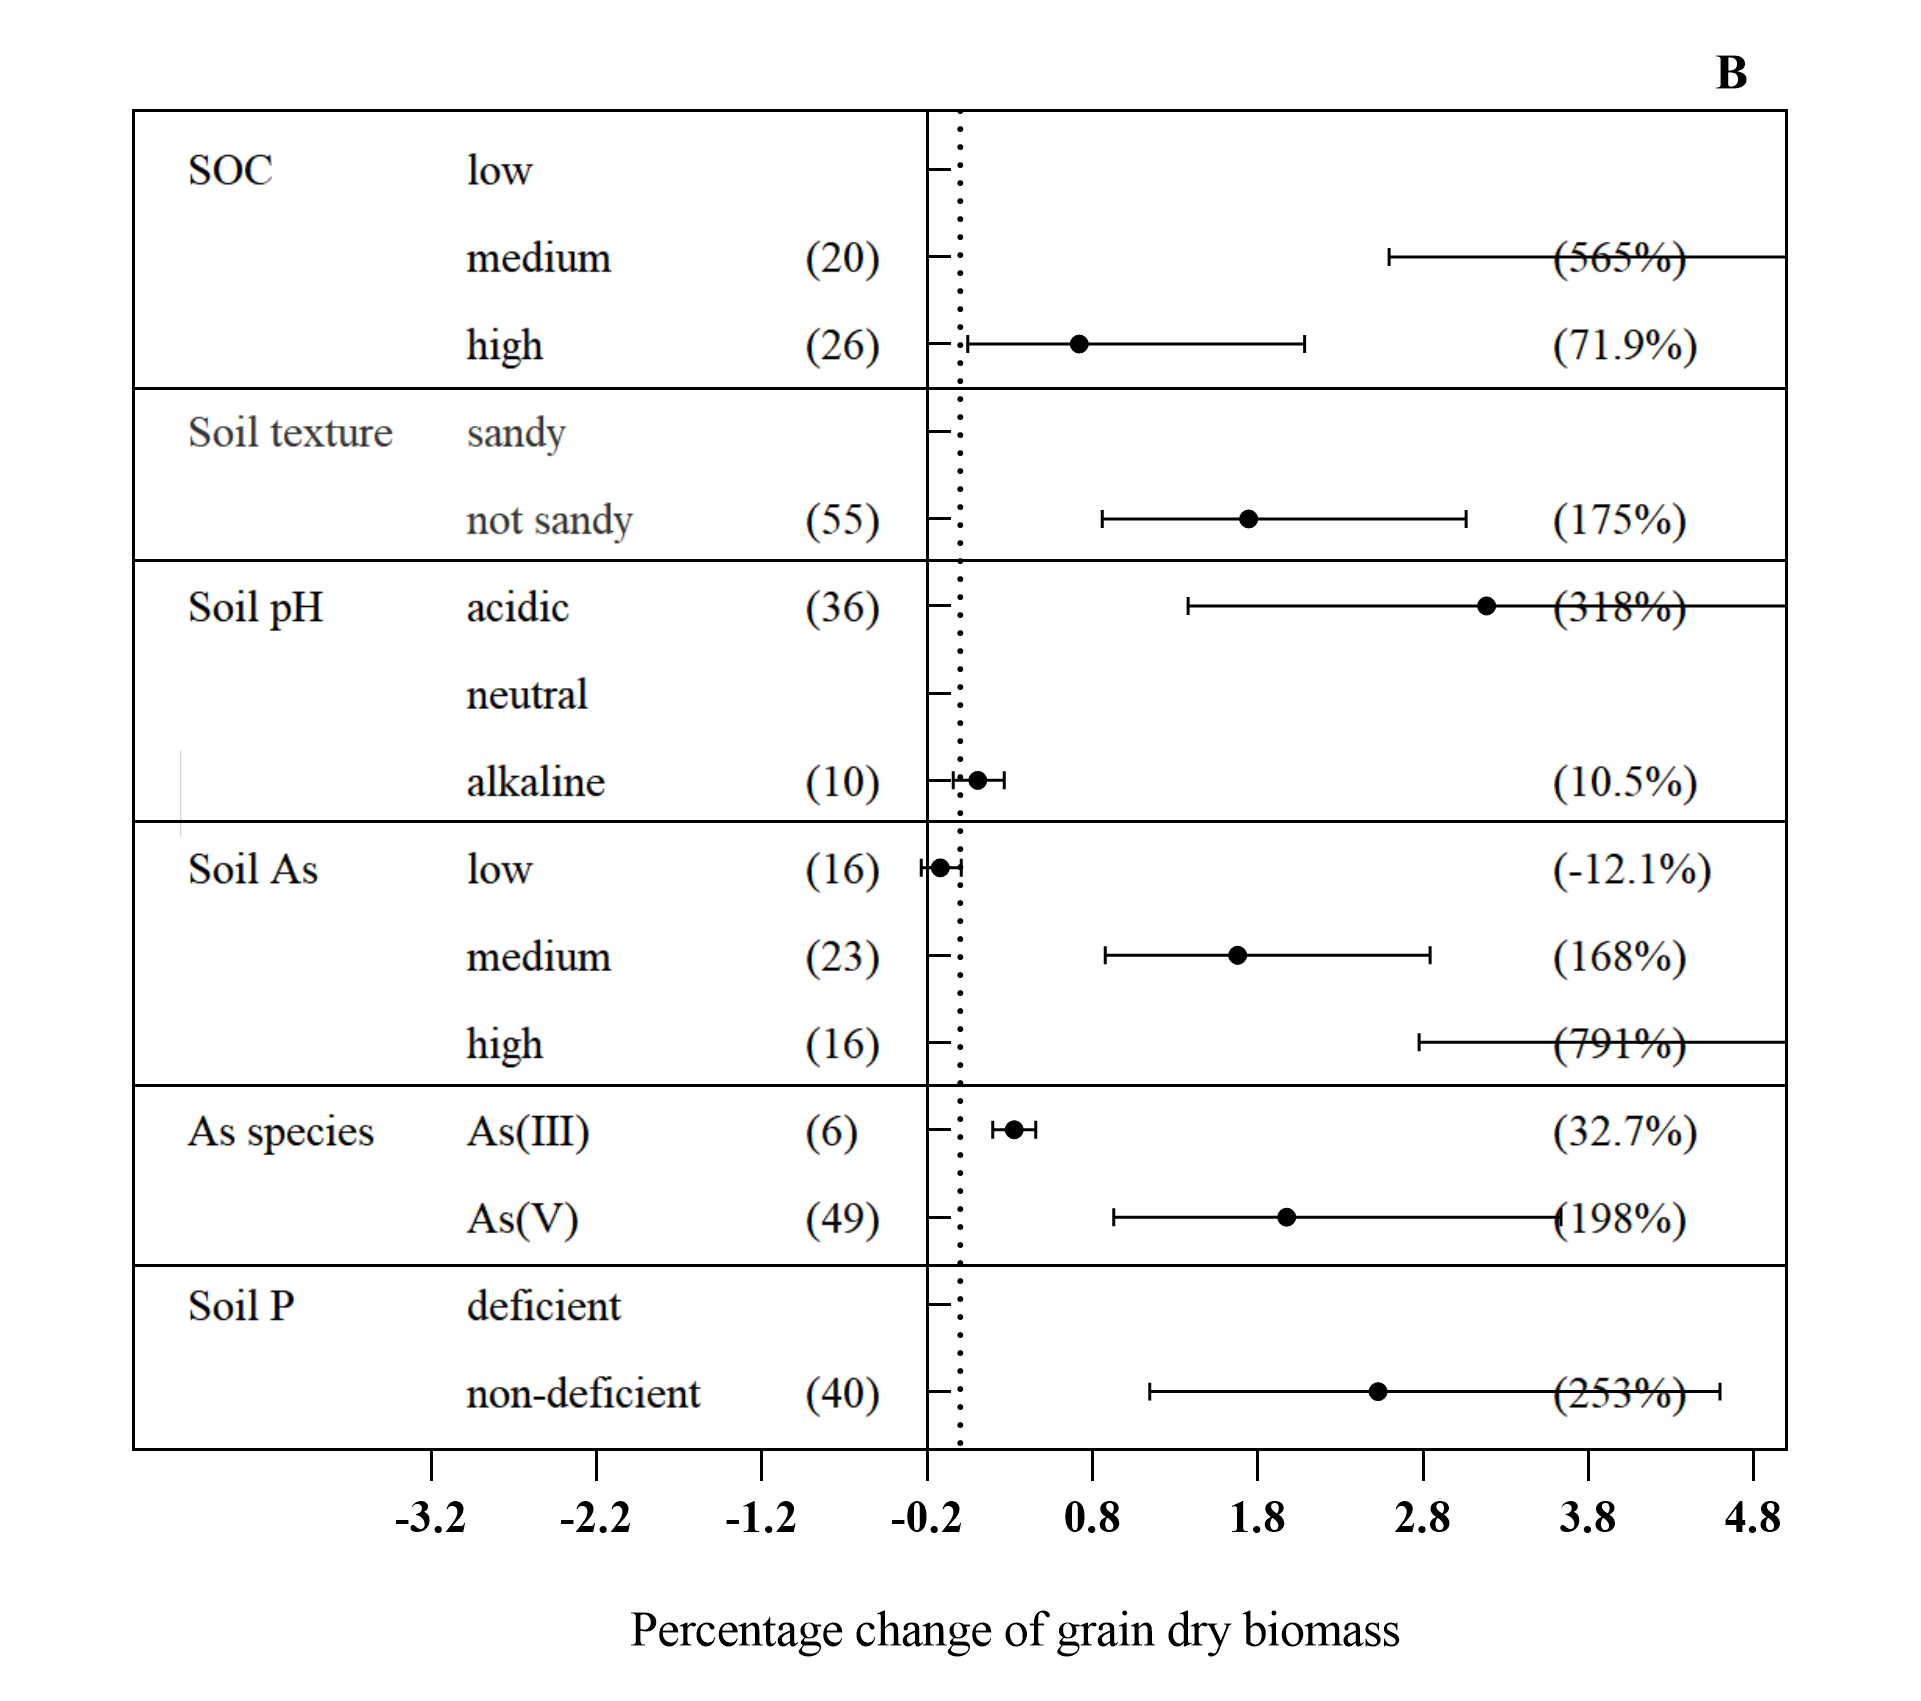 B
SOC low
medium (20) (565%)
high (26) (71.9%)
Soil texture sandy
not sandy (55) (175%)
Soil pH acidic (36) (318%)
neutral
alkaline (10) (10.5%)
Soil As low (16) (-12.1%)
medium (23) (168%)
high (16) (791%)
As species As(III) (6) (32.7%)
As(V) (49) (198%)
Soil P deficient
non-deficient (40) (253%)
-3.2 -2.2 -1.2 -0.2 0.8 1.8 2.8 3.8 4.8
Percentage change of grain dry biomass